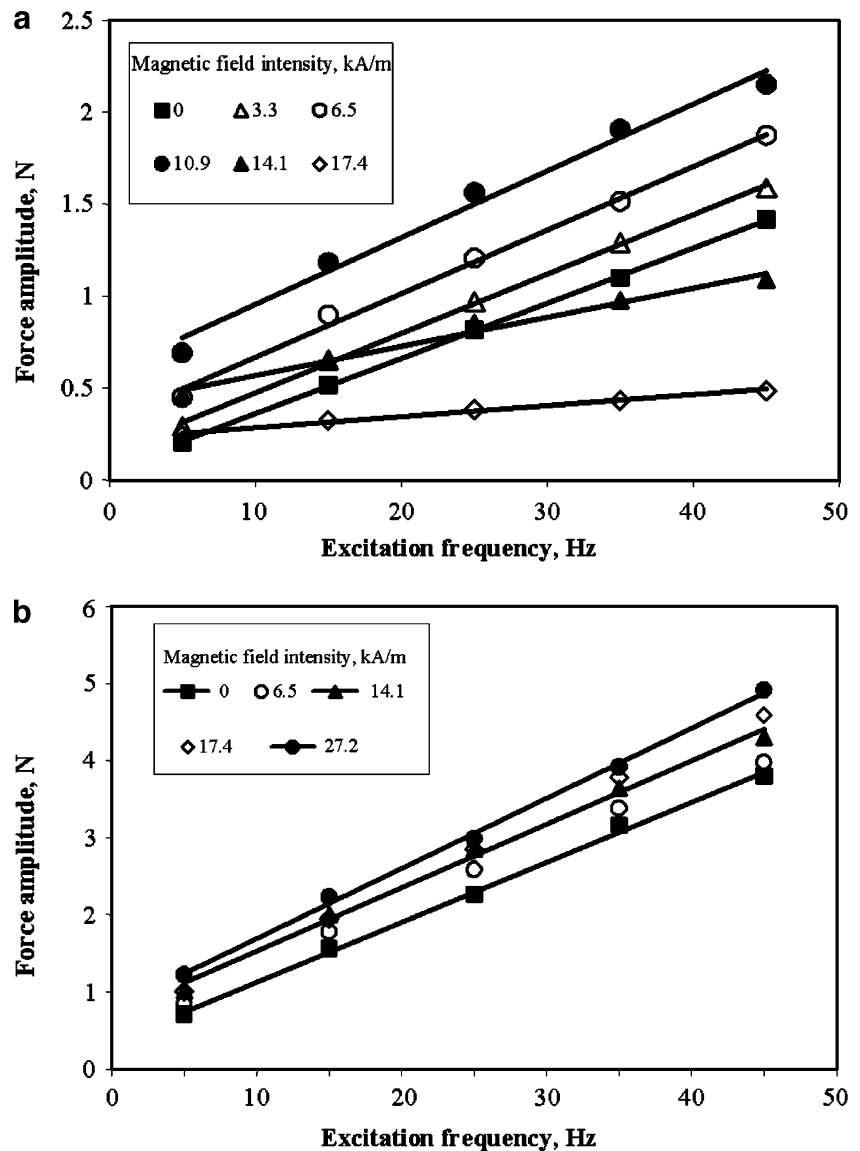 a
2.5
2
1.5
1
0.5
0
Force amplitude, N
Magnetic field intensity, kA/m
0 3.3 6.5
10.9 14.1 17.4
0 10 20 30 40 50
Excitation frequency, Hz
b
6
5
4
3
2
1
0
Force amplitude, N
Magnetic field intensity, kA/m
0 6.5 14.1
17.4 27.2
0 10 20 30 40 50
Excitation frequency, Hz